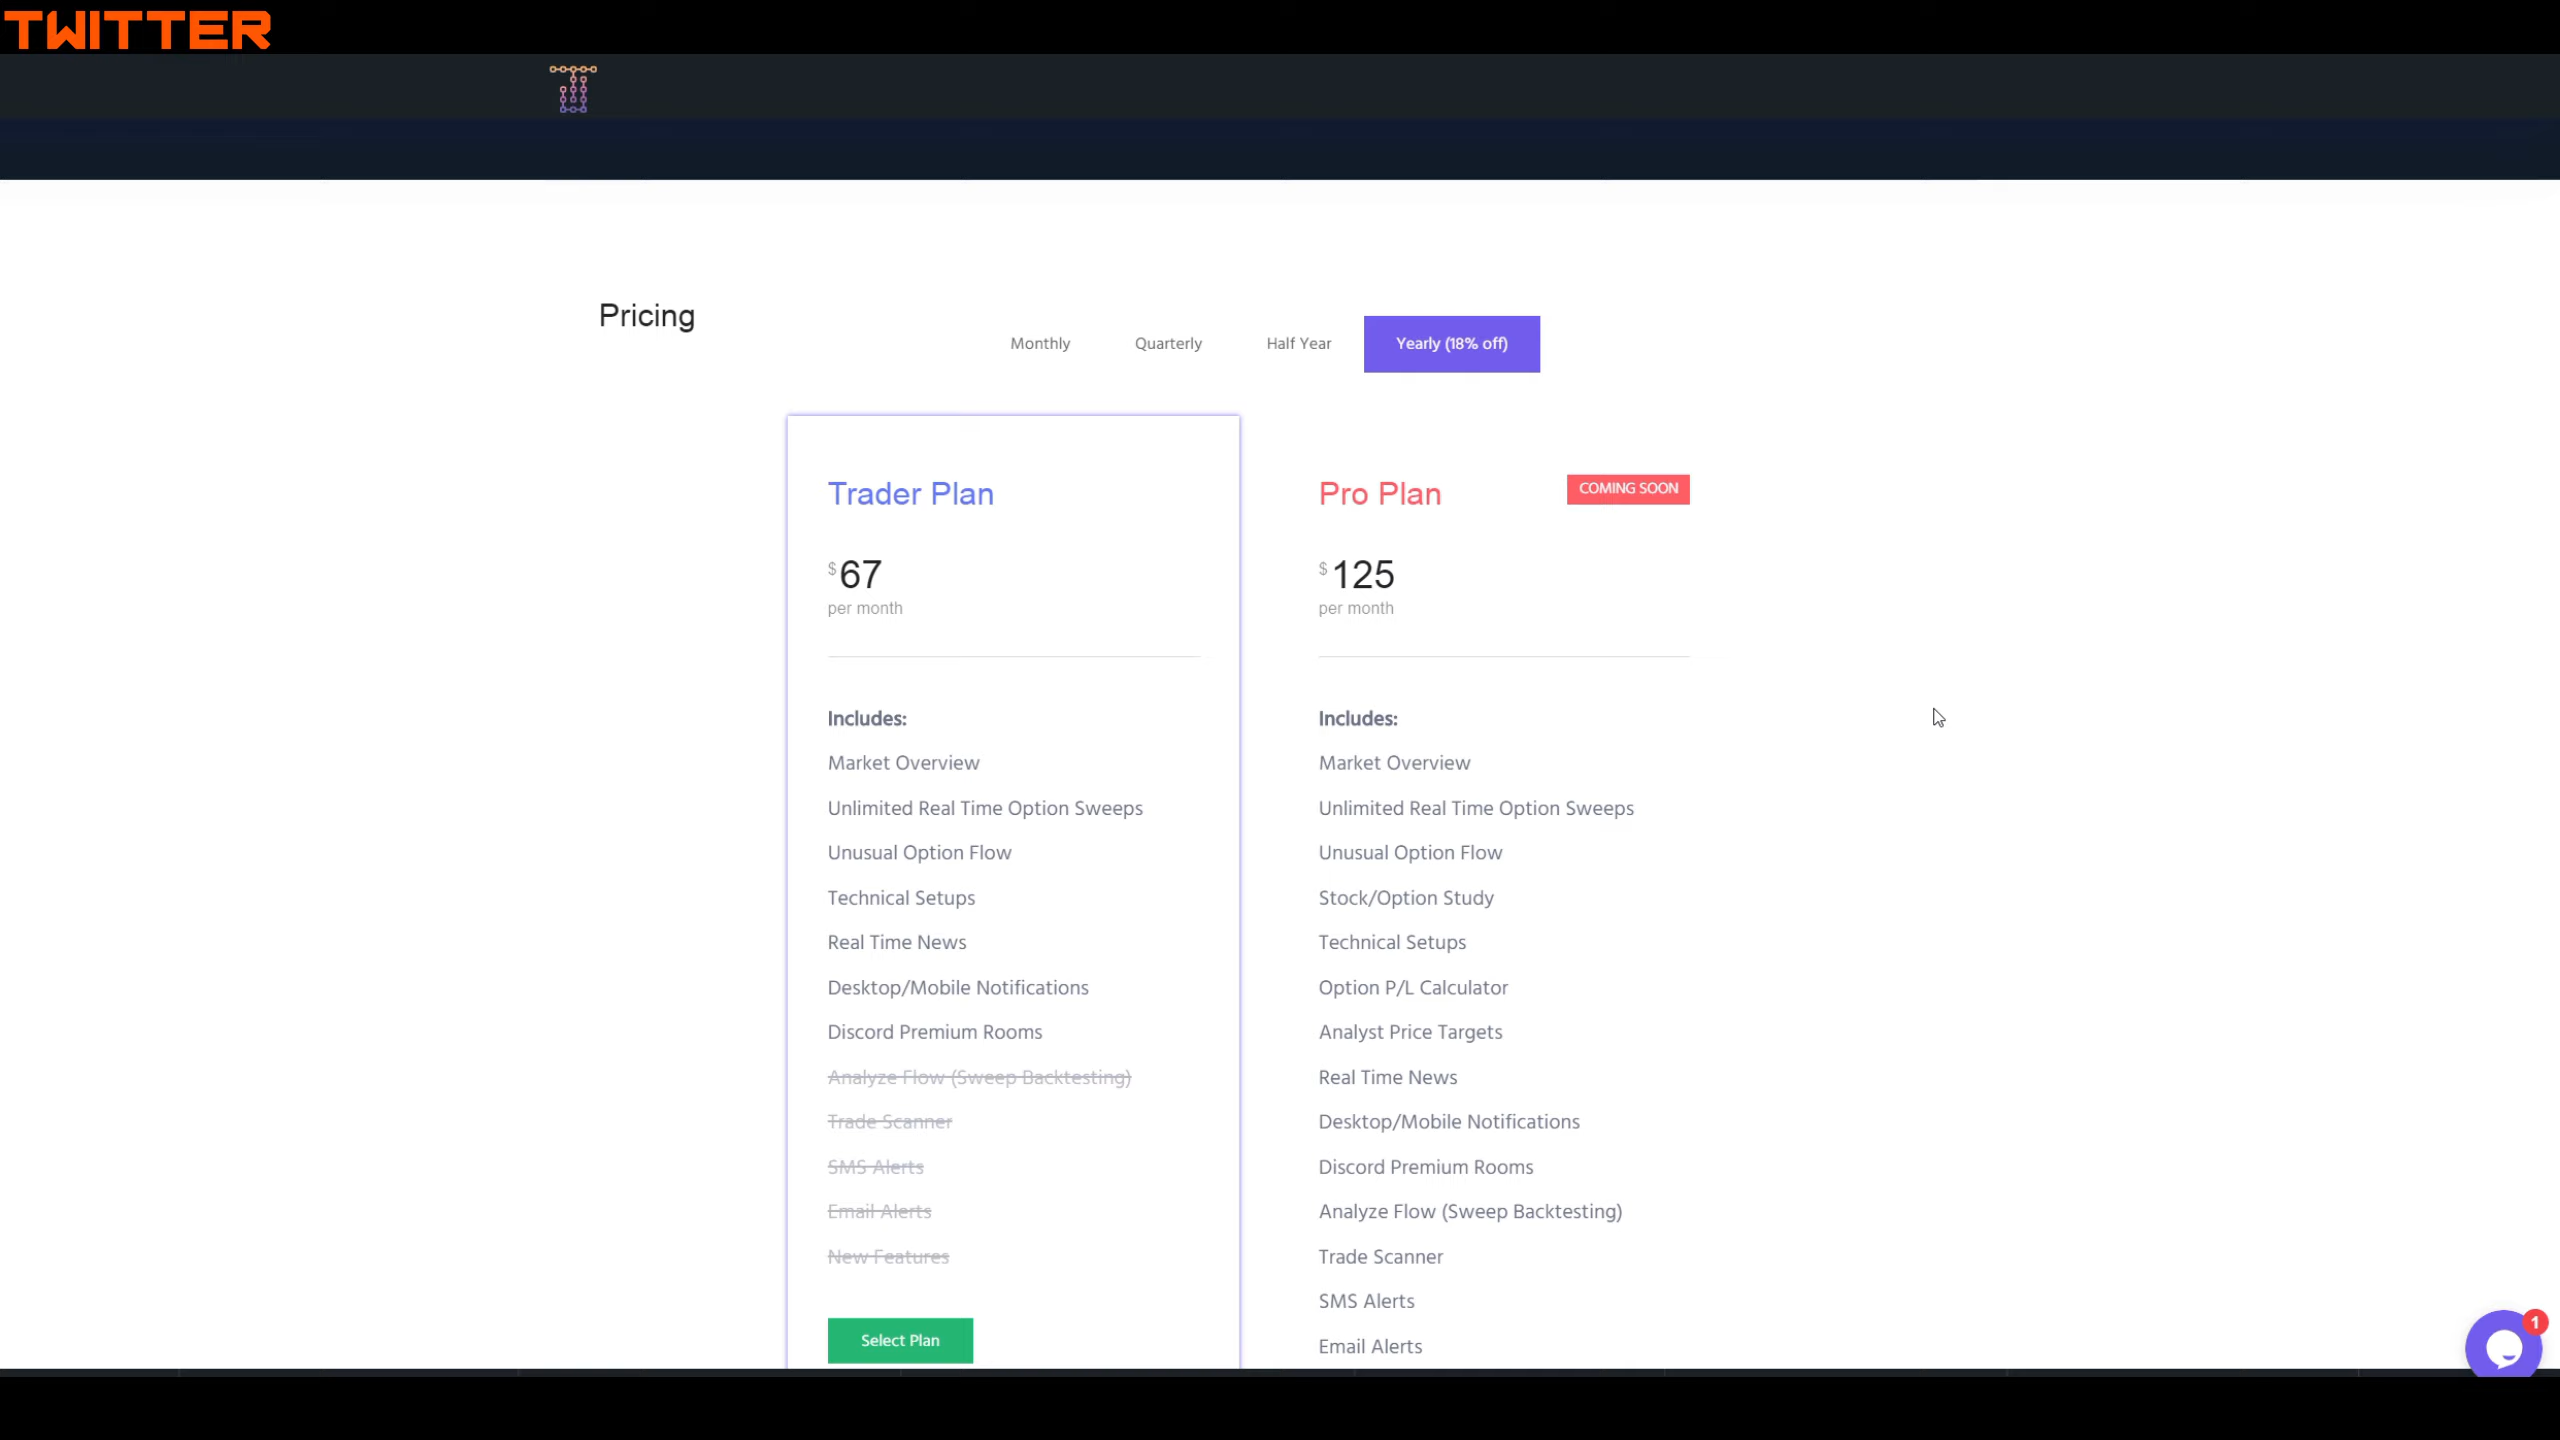 TWITTER
Pricing
Monthly
Quarterly
Half Year
Yearly (18% off)
Trader Plan
$67
per month
Includes:
Market Overview
Unlimited Real Time Option Sweeps
Unusual Option Flow
Technical Setups
Real Time News
Desktop/Mobile Notifications
Discord Premium Rooms
Analyze Flow (Sweep Backtesting)
Trade Scanner
SMS Alerts
Email Alerts
New Features
Select Plan
Pro Plan
COMING SOON
$125
per month
Includes:
Market Overview
Unlimited Real Time Option Sweeps
Unusual Option Flow
Stock/Option Study
Technical Setups
Option P/L Calculator
Analyst Price Targets
Real Time News
Desktop/Mobile Notifications
Discord Premium Rooms
Analyze Flow (Sweep Backtesting)
Trade Scanner
SMS Alerts
Email Alerts
1